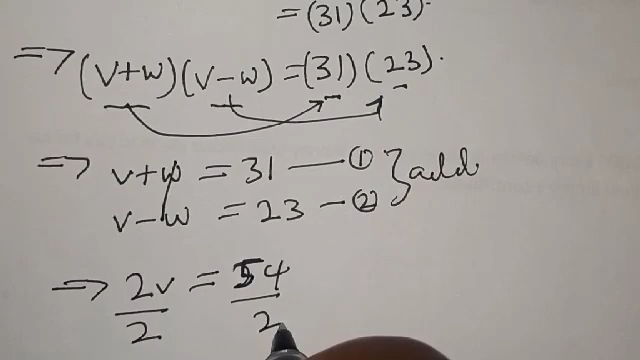 = (31)(23).
=> (v+w)(v-w) = (31)(23).
=> v+w = 31 — ① } add
v-w = 23 — ②
=> 2v/2 = 54/2